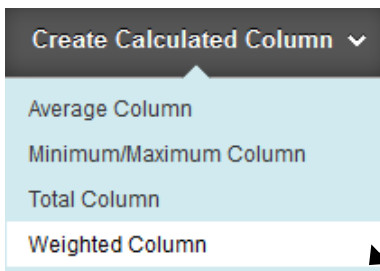 Create Calculated Column
Average Column
Minimum/Maximum Column
Total Column
Weighted Column